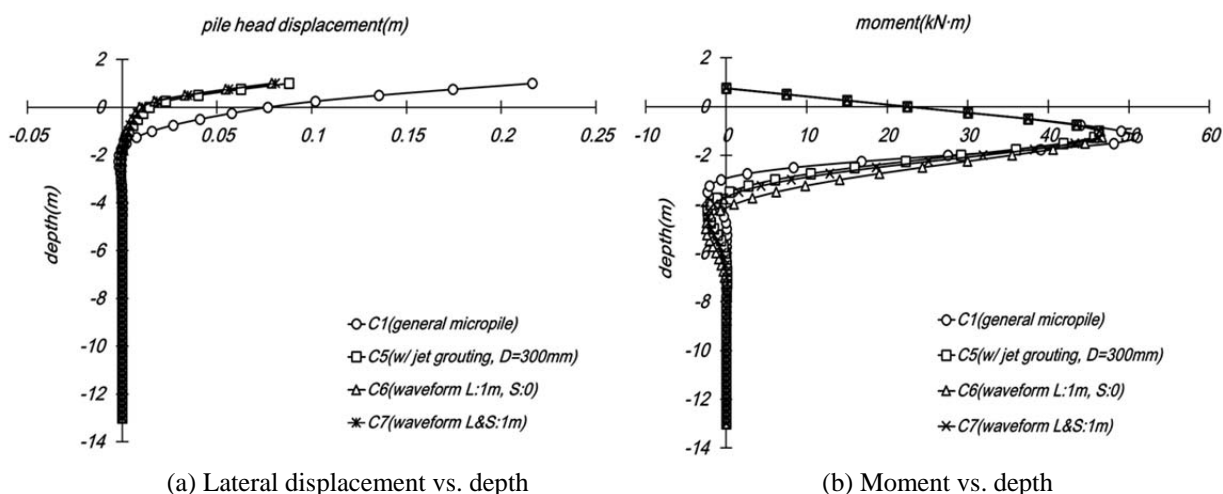 pile head displacement(m)
-0.05 0 0.05 0.1 0.15 0.2 0.25
2
0
-2
-4
-6
-8
-10
-12
-14
depth(m)
C1(general micropile)
C5(w/ jet grouting, D=300mm)
C6(waveform L:1m, S:0)
C7(waveform L&S:1m)
(a) Lateral displacement vs. depth
moment(kN·m)
-10 0 10 20 30 40 50 60
2
0
-2
-4
-6
-8
-10
-12
-14
depth(m)
C1(general micropile)
C5(w/ jet grouting, D=300mm)
C6(waveform L:1m, S:0)
C7(waveform L&S:1m)
(b) Moment vs. depth